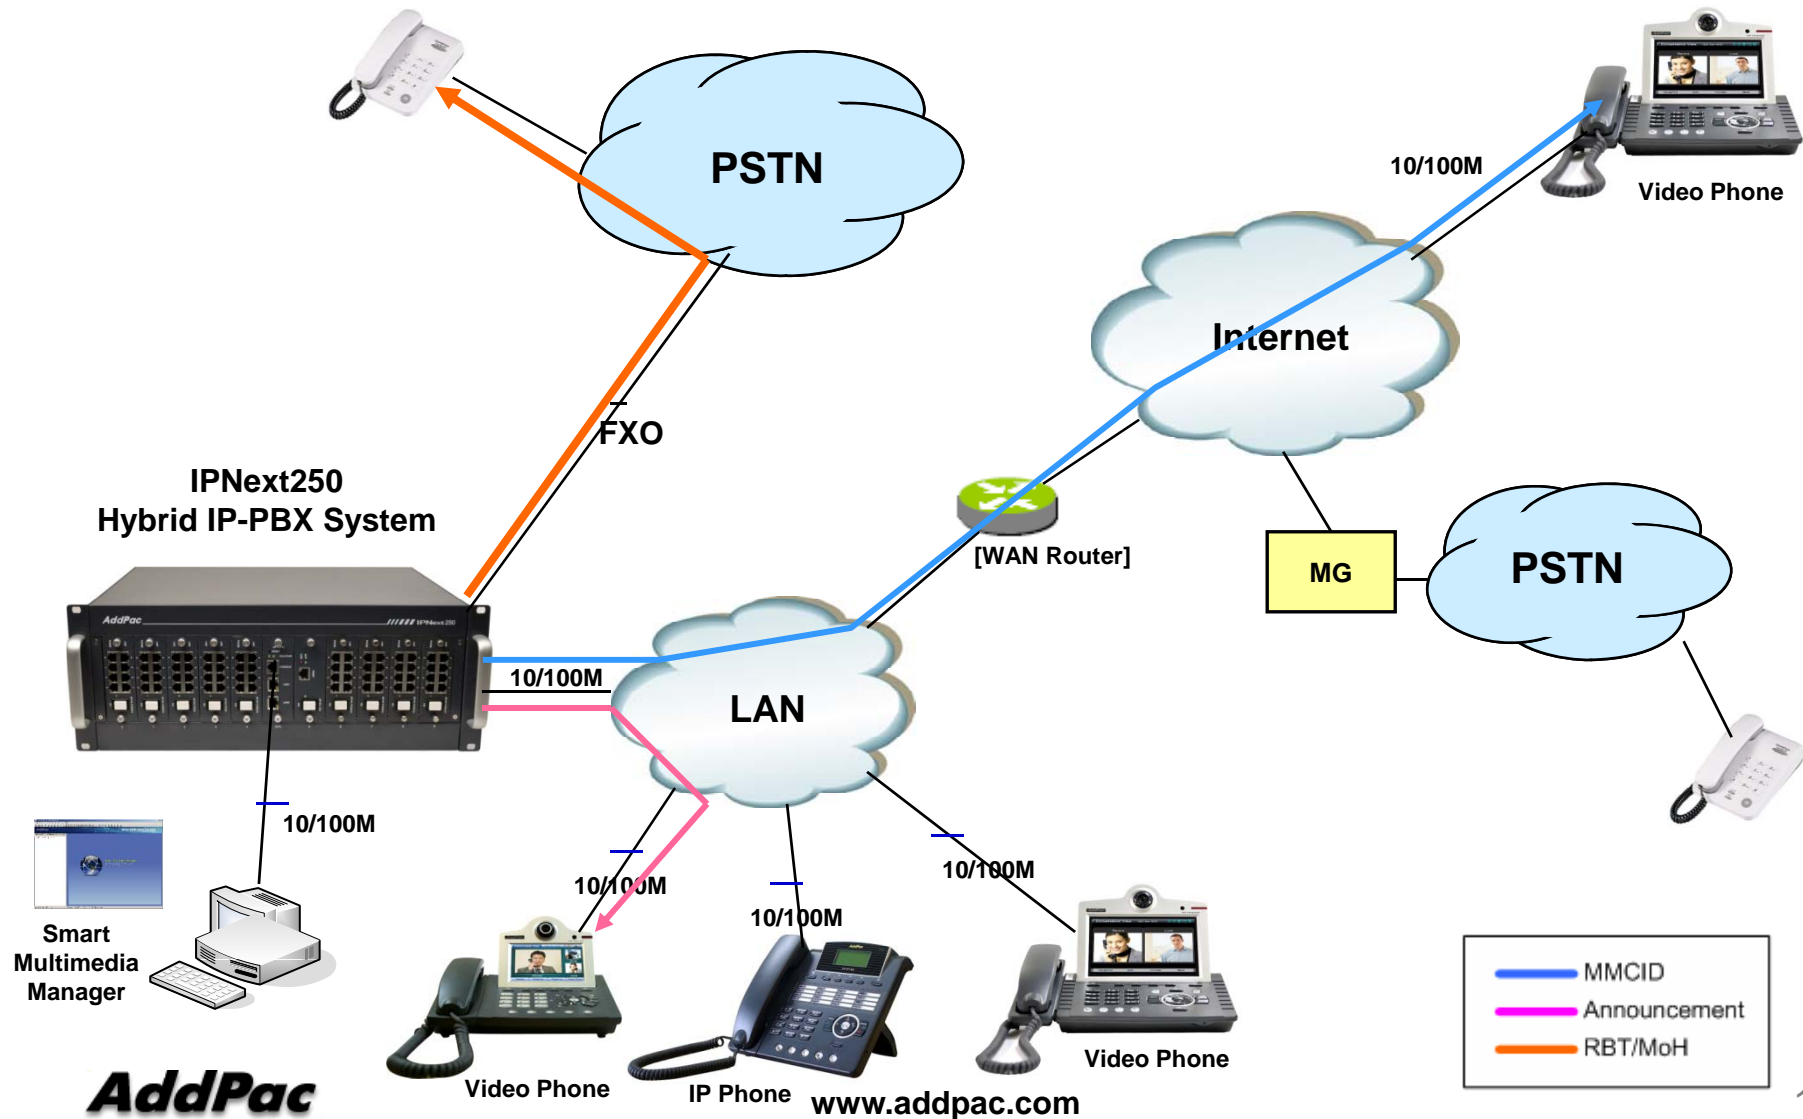 PSTN
10/100M
Video Phone
Internet
FXO
IPNext250
Hybrid IP-PBX System
[WAN Router]
MG
PSTN
AddPac
IPNext250
10/100M
LAN
10/100M
10/100M
10/100M
10/100M
Smart
Multimedia
Manager
MMCID
Announcement
RBT/MoH
Video Phone
IP Phone
Video Phone
AddPac
www.addpac.com